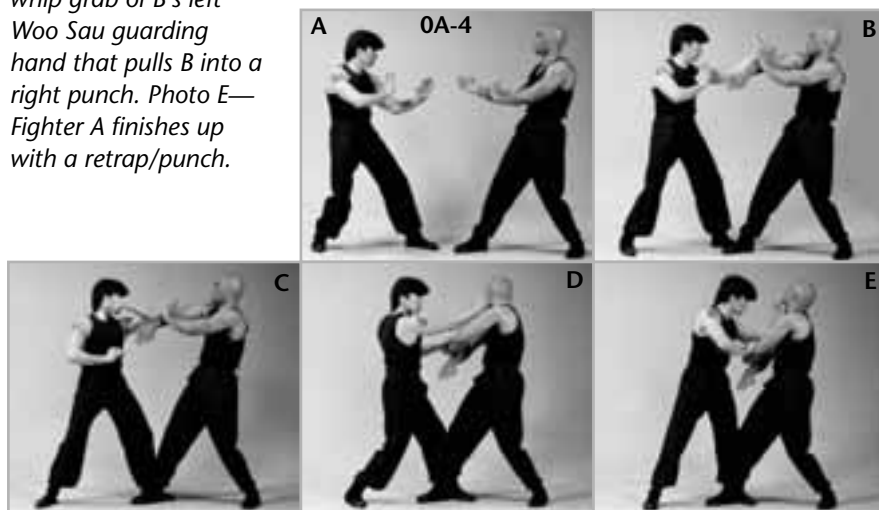 whip grab of B's left
Woo Sau guarding
hand that pulls B into a
right punch. Photo E—
Fighter A finishes up
with a retrap/punch.
A 0A-4
B
C
D
E